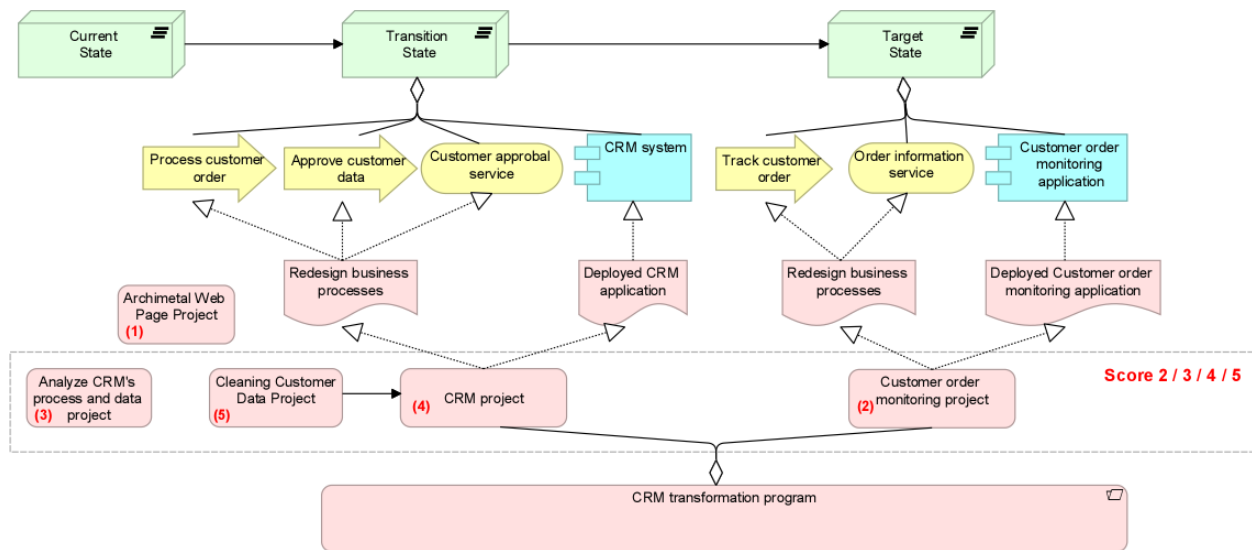 Current
State
Transition
State
Target
State
Process customer
order
Approve customer
data
Customer approbal
service
CRM system
Track customer
order
Order information
service
Customer order
monitoring
application
Redesign business
processes
Deployed CRM
application
Redesign business
processes
Deployed Customer order
monitoring application
Archimetal Web
Page Project
(1)
Analyze CRM's
process and data
project
(3)
Cleaning Customer
Data Project
(5)
CRM project
(4)
Customer order
monitoring project
(2)
Score 2 / 3 / 4 / 5
CRM transformation program